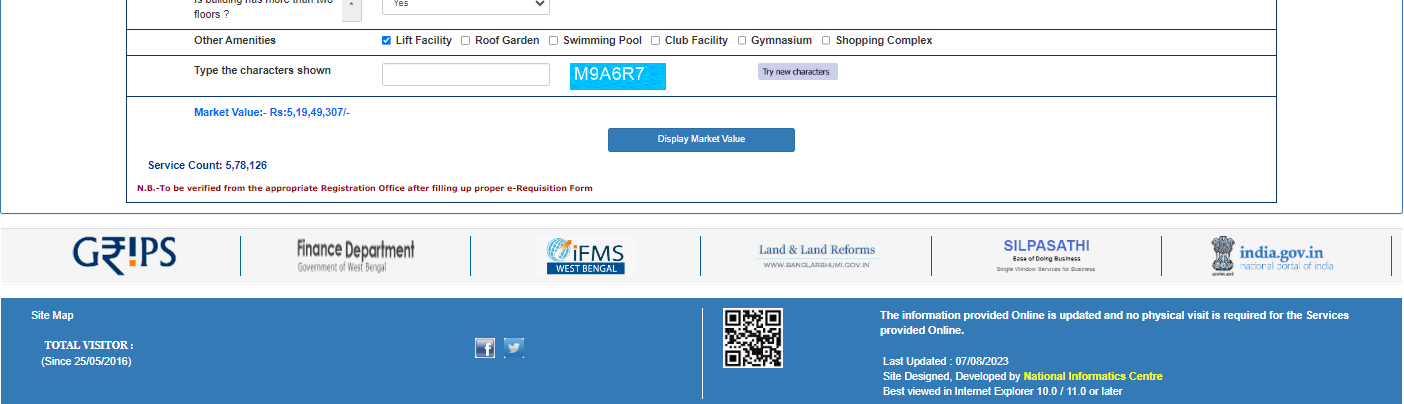 Is building has more than two
floors ?
Yes
Other Amenities
Lift Facility Roof Garden Swimming Pool Club Facility Gymnasium Shopping Complex
Type the characters shown
M9A6R7
Try new characters
Market Value:- Rs:5,19,49,307/-
Display Market Value
Service Count: 5,78,126
N.B.-To be verified from the appropriate Registration Office after filling up proper e-Requisition Form
GRIPS
Finance Department
Government of West Bengal
iFMS
WEST BENGAL
Land & Land Reforms
WWW.BANGLARBHUMI.GOV.IN
SILPASATHI
Ease of Doing Business
Single Window Services for Business
india.gov.in
national portal of india
Site Map
TOTAL VISITOR :
(Since 25/05/2016)
The information provided Online is updated and no physical visit is required for the Services
provided Online.
Last Updated : 07/08/2023
Site Designed, Developed by National Informatics Centre
Best viewed in Internet Explorer 10.0 / 11.0 or later